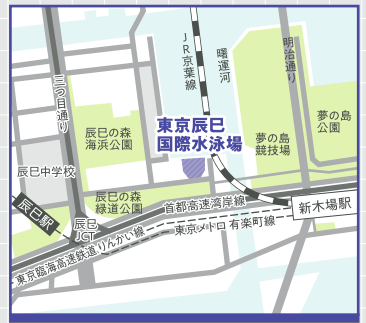 JR京葉線
曙運河
明治通り
三つ目通り
東京辰巳
国際水泳場
辰巳の森
海浜公園
夢の島
競技場
夢の島
公園
辰巳中学校
辰巳の森
緑道公園
辰巳駅
辰巳
JCT
首都高速湾岸線
新木場駅
東京メトロ 有楽町線
東京臨海高速鉄道 りんかい線